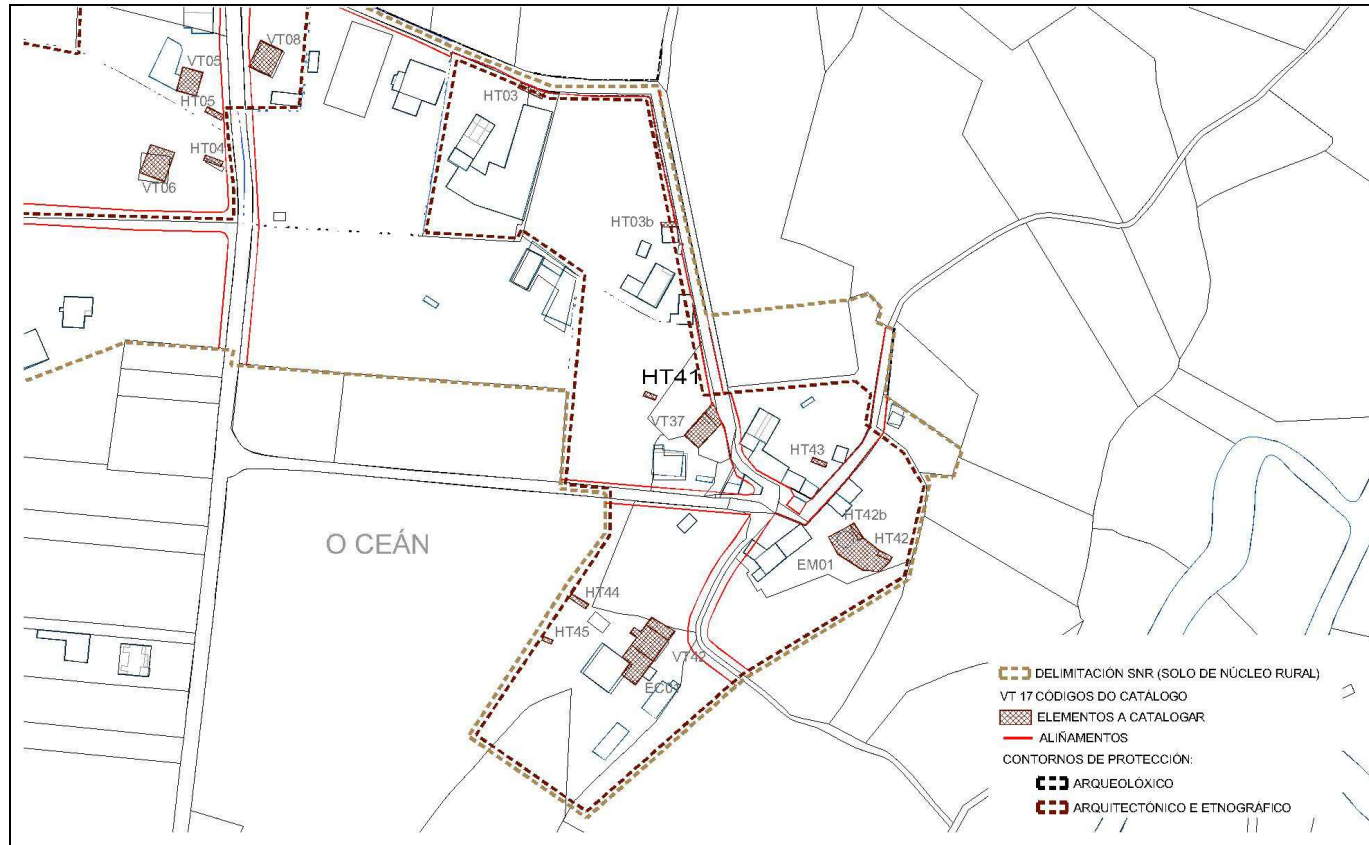 VT08
VT05
HT05
HT03
HT04
VT06
HT03b
HT41
VT37
HT43
HT42b
O CEÁN
HT42
EM01
HT44
HT45
VT42
EC07
DELIMITACIÓN SNR (SOLO DE NÚCLEO RURAL)
VT 17 CÓDIGOS DO CATÁLOGO
ELEMENTOS A CATALOGAR
ALIÑAMENTOS
CONTORNOS DE PROTECCIÓN:
ARQUEOLÓXICO
ARQUITECTÓNICO E ETNOGRÁFICO